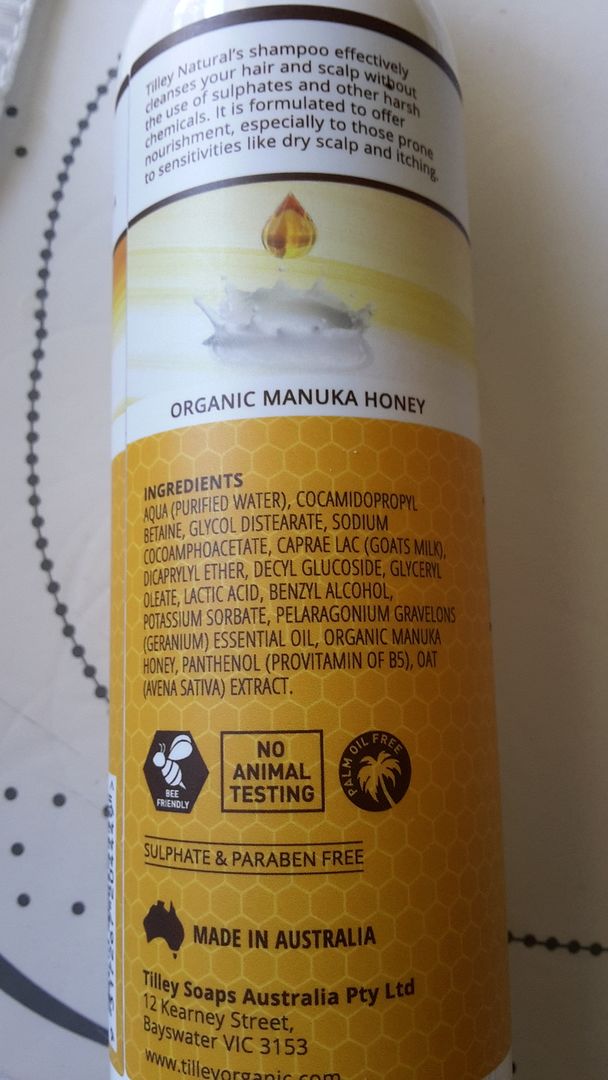 Tilley Natural's shampoo effectively
cleanses your hair and scalp without
the use of sulphates and other harsh
chemicals. It is formulated to offer
nourishment, especially to those prone
to sensitivities like dry scalp and itching.
ORGANIC MANUKA HONEY
INGREDIENTS
AQUA (PURIFIED WATER), COCAMIDOPROPYL
BETAINE, GLYCOL DISTEARATE, SODIUM
COCOAMPHOACETATE, CAPRAE LAC (GOATS MILK),
DICAPRYLYL ETHER, DECYL GLUCOSIDE, GLYCERYL
OLEATE, LACTIC ACID, BENZYL ALCOHOL,
POTASSIUM SORBATE, PELARAGONIUM GRAVELONS
(GERANIUM) ESSENTIAL OIL, ORGANIC MANUKA
HONEY, PANTHENOL (PROVITAMIN OF B5), OAT
(AVENA SATIVA) EXTRACT.
BEE
FRIENDLY
NO
ANIMAL
TESTING
PALM OIL FREE
SULPHATE & PARABEN FREE
MADE IN AUSTRALIA
Tilley Soaps Australia Pty Ltd
12 Kearney Street,
Bayswater VIC 3153
www.tilleyorganic.com